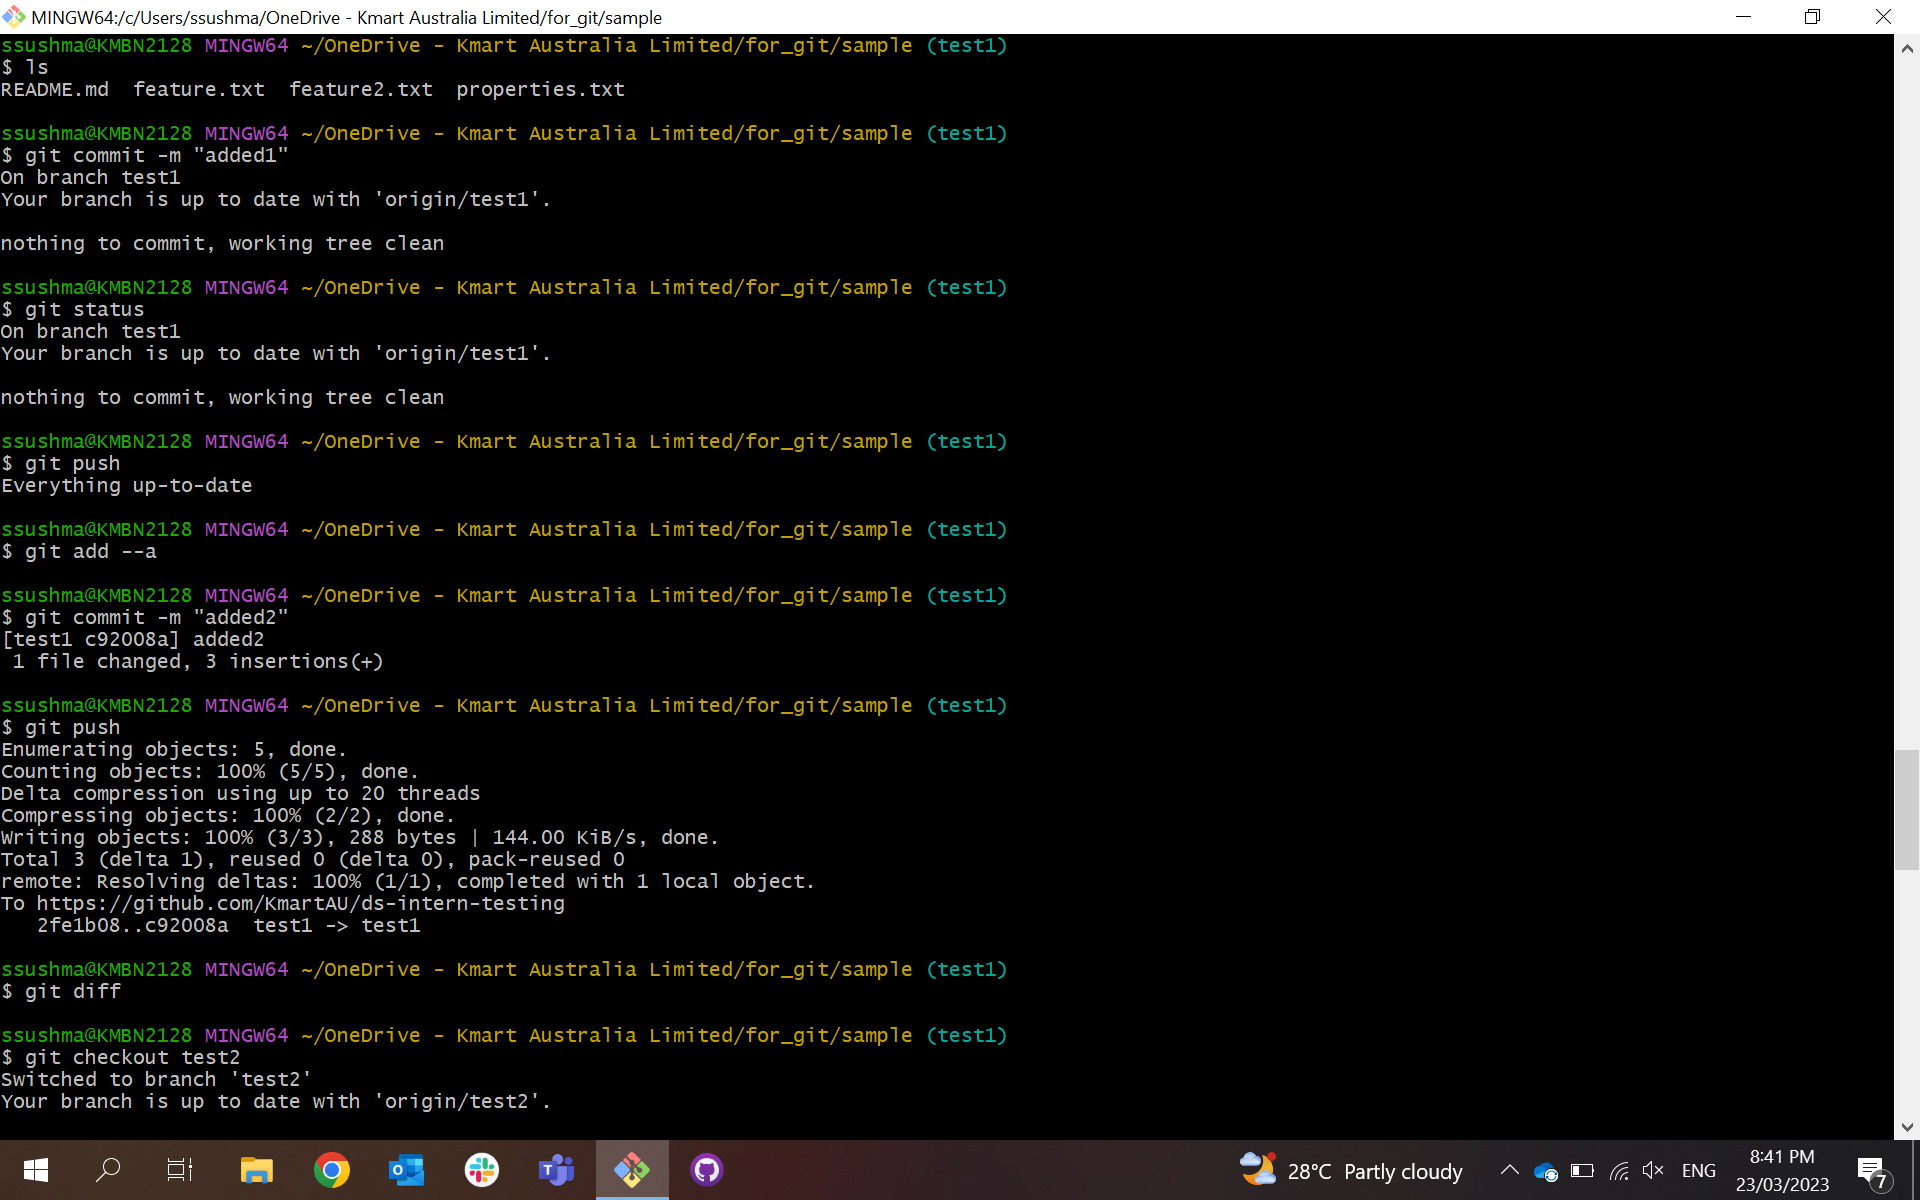 MINGW64:/c/Users/ssushma/OneDrive - Kmart Australia Limited/for_git/sample
ssushma@KMBN2128 MINGW64 ~/OneDrive - Kmart Australia Limited/for_git/sample (test1)
$ ls
README.md  feature.txt  feature2.txt  properties.txt
ssushma@KMBN2128 MINGW64 ~/OneDrive - Kmart Australia Limited/for_git/sample (test1)
$ git commit -m "added1"
On branch test1
Your branch is up to date with 'origin/test1'.
nothing to commit, working tree clean
ssushma@KMBN2128 MINGW64 ~/OneDrive - Kmart Australia Limited/for_git/sample (test1)
$ git status
On branch test1
Your branch is up to date with 'origin/test1'.
nothing to commit, working tree clean
ssushma@KMBN2128 MINGW64 ~/OneDrive - Kmart Australia Limited/for_git/sample (test1)
$ git push
Everything up-to-date
ssushma@KMBN2128 MINGW64 ~/OneDrive - Kmart Australia Limited/for_git/sample (test1)
$ git add --a
ssushma@KMBN2128 MINGW64 ~/OneDrive - Kmart Australia Limited/for_git/sample (test1)
$ git commit -m "added2"
[test1 c92008a] added2
 1 file changed, 3 insertions(+)
ssushma@KMBN2128 MINGW64 ~/OneDrive - Kmart Australia Limited/for_git/sample (test1)
$ git push
Enumerating objects: 5, done.
Counting objects: 100% (5/5), done.
Delta compression using up to 20 threads
Compressing objects: 100% (2/2), done.
Writing objects: 100% (3/3), 288 bytes | 144.00 KiB/s, done.
Total 3 (delta 1), reused 0 (delta 0), pack-reused 0
remote: Resolving deltas: 100% (1/1), completed with 1 local object.
To https://github.com/KmartAU/ds-intern-testing
   2fe1b08..c92008a  test1 -> test1
ssushma@KMBN2128 MINGW64 ~/OneDrive - Kmart Australia Limited/for_git/sample (test1)
$ git diff
ssushma@KMBN2128 MINGW64 ~/OneDrive - Kmart Australia Limited/for_git/sample (test1)
$ git checkout test2
Switched to branch 'test2'
Your branch is up to date with 'origin/test2'.
28°C Partly cloudy
ENG
8:41 PM
23/03/2023
7